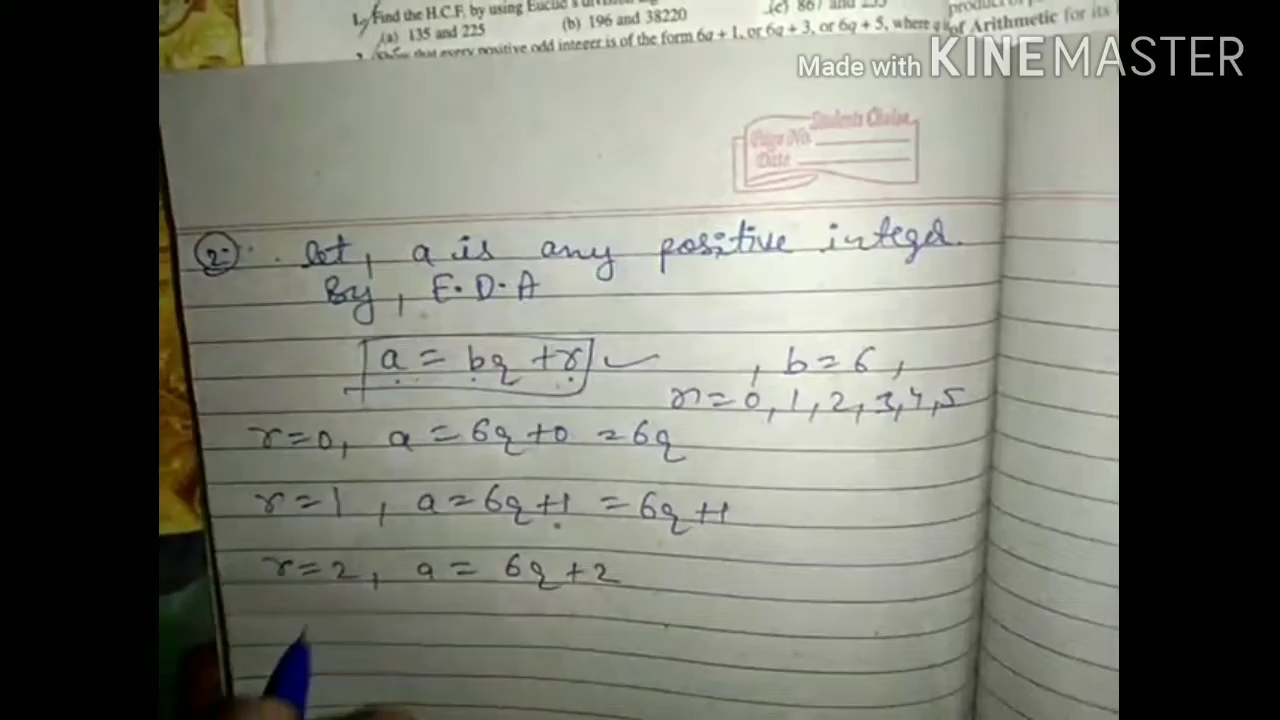 1. Find the H.C.F. by using Euclid's
(a) 135 and 225 (b) 196 and 38220 (c) 867 and 255
Show that every positive odd integer is of the form 6q + 1, or 6q + 3, or 6q + 5, where q is
of Arithmetic for its
Made with KINEMASTER
Students Choice
Page No.
Date
2 let, a is any positive integer.
By, E.D.A
a = bq + r , b = 6,
r = 0, 1, 2, 3, 4, 5
r = 0, a = 6q + 0 = 6q
r = 1, a = 6q + 1 = 6q + 1
r = 2, a = 6q + 2